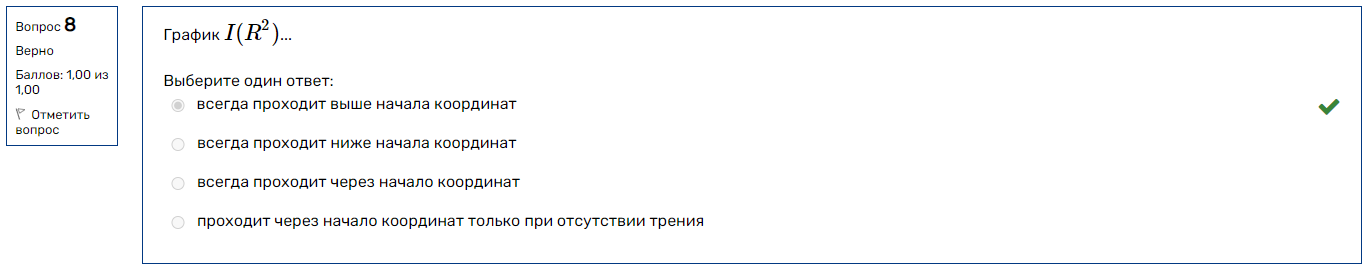 Вопрос 8
Верно
Баллов: 1,00 из
1,00
Отметить
вопрос
График I(R²)...
Выберите один ответ:
всегда проходит выше начала координат
всегда проходит ниже начала координат
всегда проходит через начало координат
проходит через начало координат только при отсутствии трения